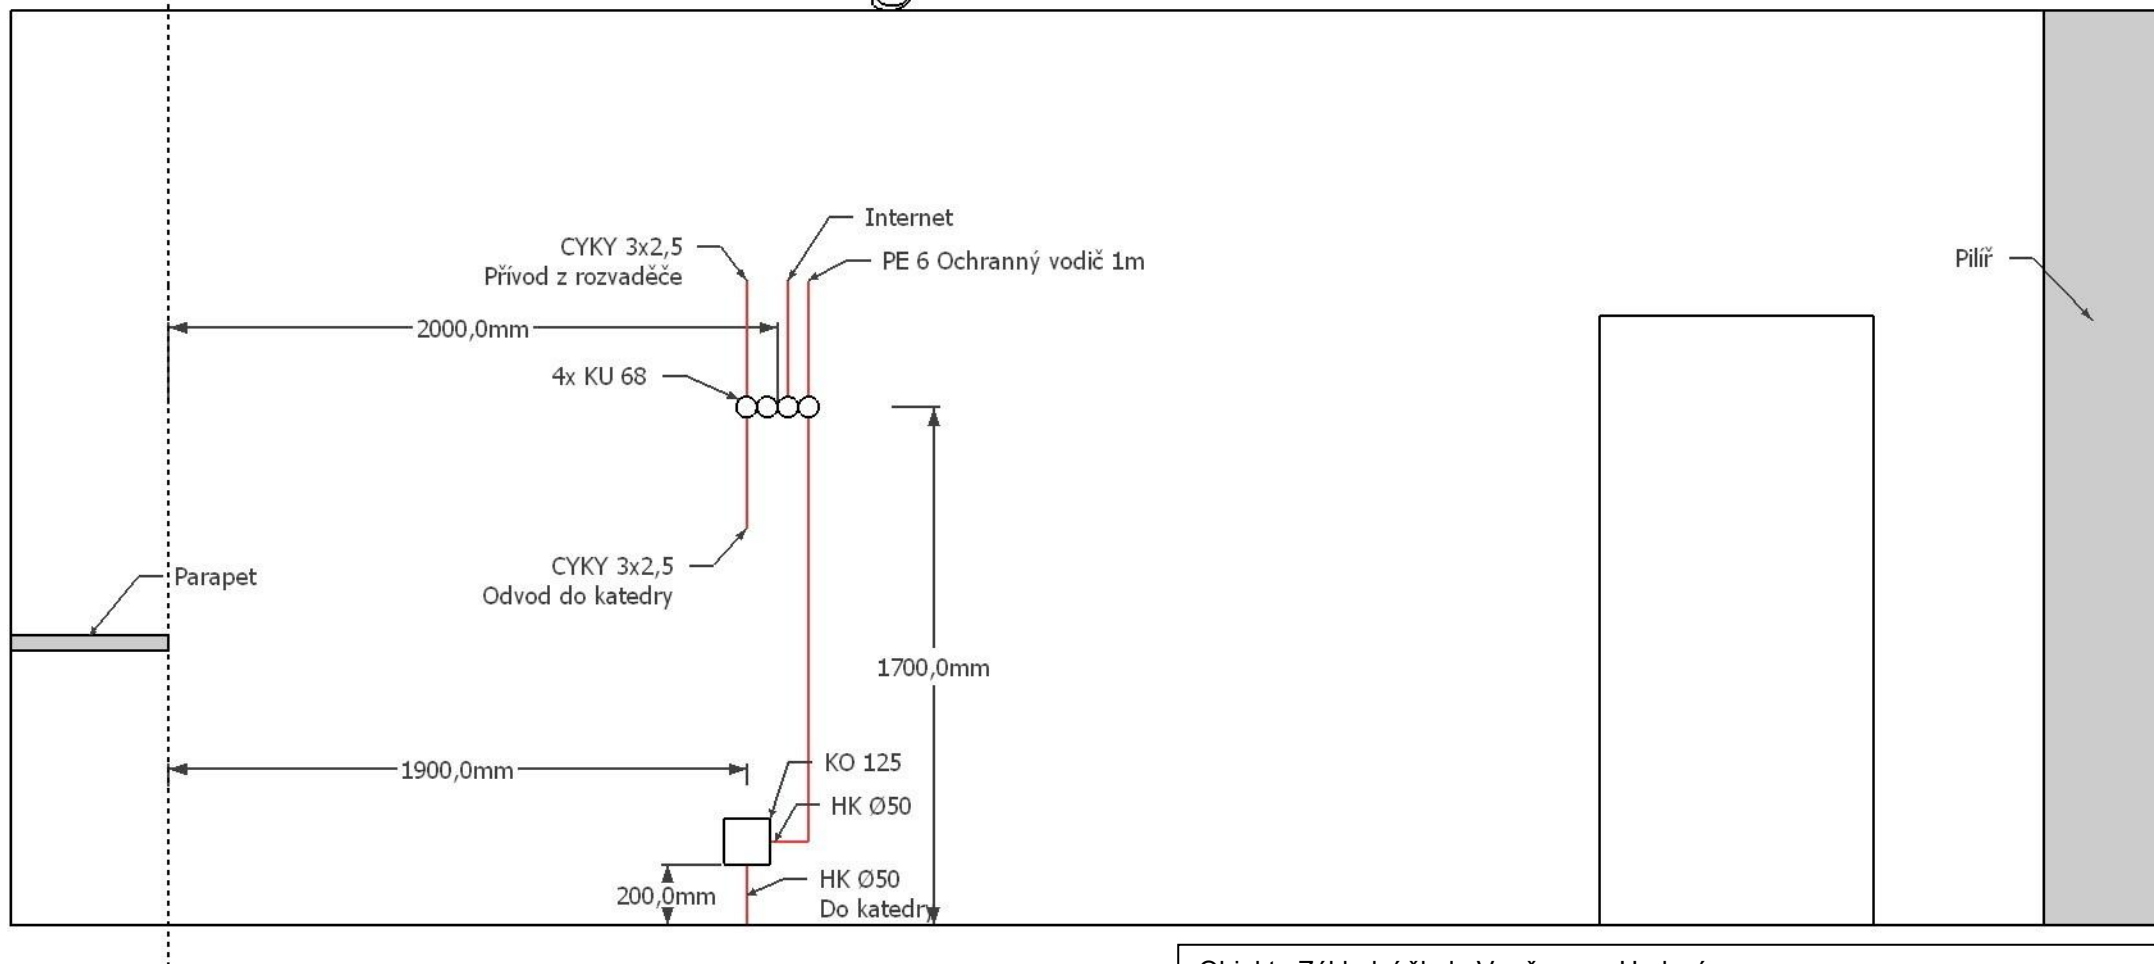 Internet
CYKY 3x2,5
Přívod z rozvaděče
PE 6 Ochranný vodič 1m
Pilíř
2000,0mm
4x KU 68
CYKY 3x2,5
Odvod do katedry
Parapet
1700,0mm
1900,0mm
KO 125
HK Ø50
200,0mm
HK Ø50
Do katedry